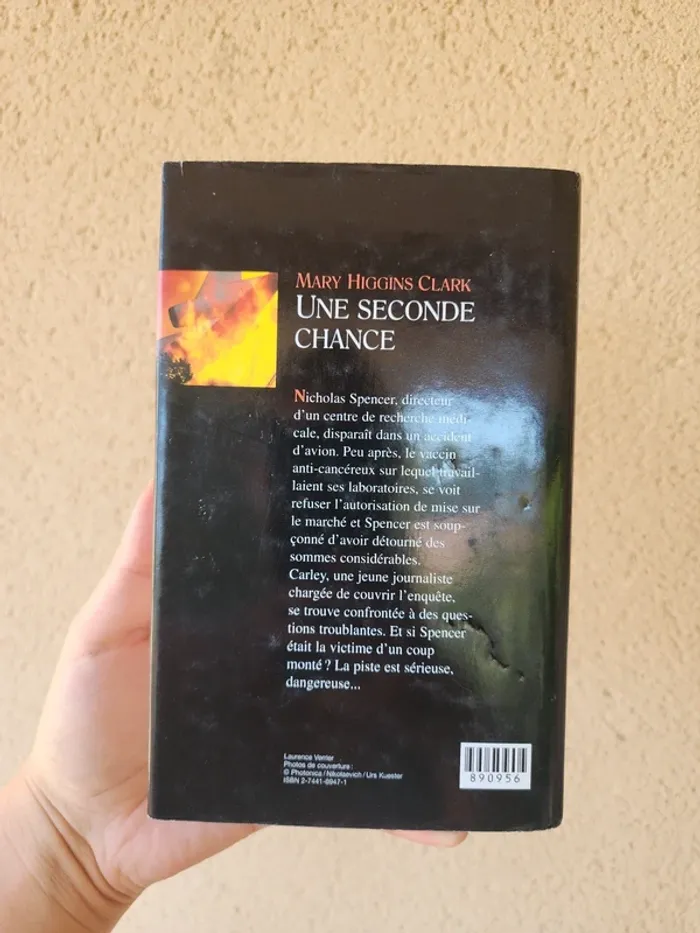 MARY HIGGINS CLARK
UNE SECONDE
CHANCE
Nicholas Spencer, directeur
d'un centre de recherche médi-
cale, disparaît dans un accident
d'avion. Peu après, le vaccin
anti-cancéreux sur lequel travail-
laient ses laboratoires, se voit
refuser l'autorisation de mise sur
le marché et Spencer est soup-
çonné d'avoir détourné des
sommes considérables.
Carley, une jeune journaliste
chargée de couvrir l'enquête,
se trouve confrontée à des ques-
tions troublantes. Et si Spencer
était la victime d'un coup
monté ? La piste est sérieuse,
dangereuse...
Laurence Verrier
Photos de couverture :
© Photonica / Nikolaevich / Urs Kuester
ISBN 2-7441-6947-1
890956